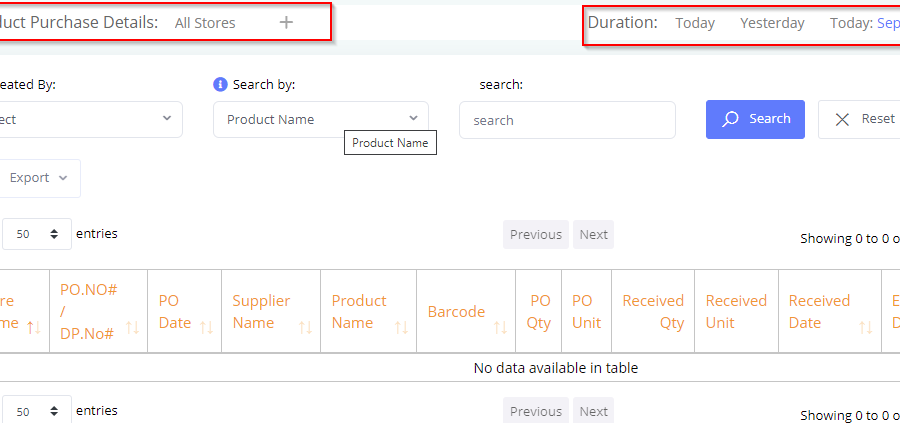 duct Purchase Details: All Stores +
Duration: Today Yesterday Today: Sep
eated By: Search by: search:
ect Product Name search Search Reset
Product Name
Export
50 entries Previous Next Showing 0 to 0 o
re me PO.NO# / DP.No# PO Date Supplier Name Product Name Barcode PO Qty PO Unit Received Qty Received Unit Received Date E D
No data available in table
50 entries Previous Next Showing 0 to 0 o